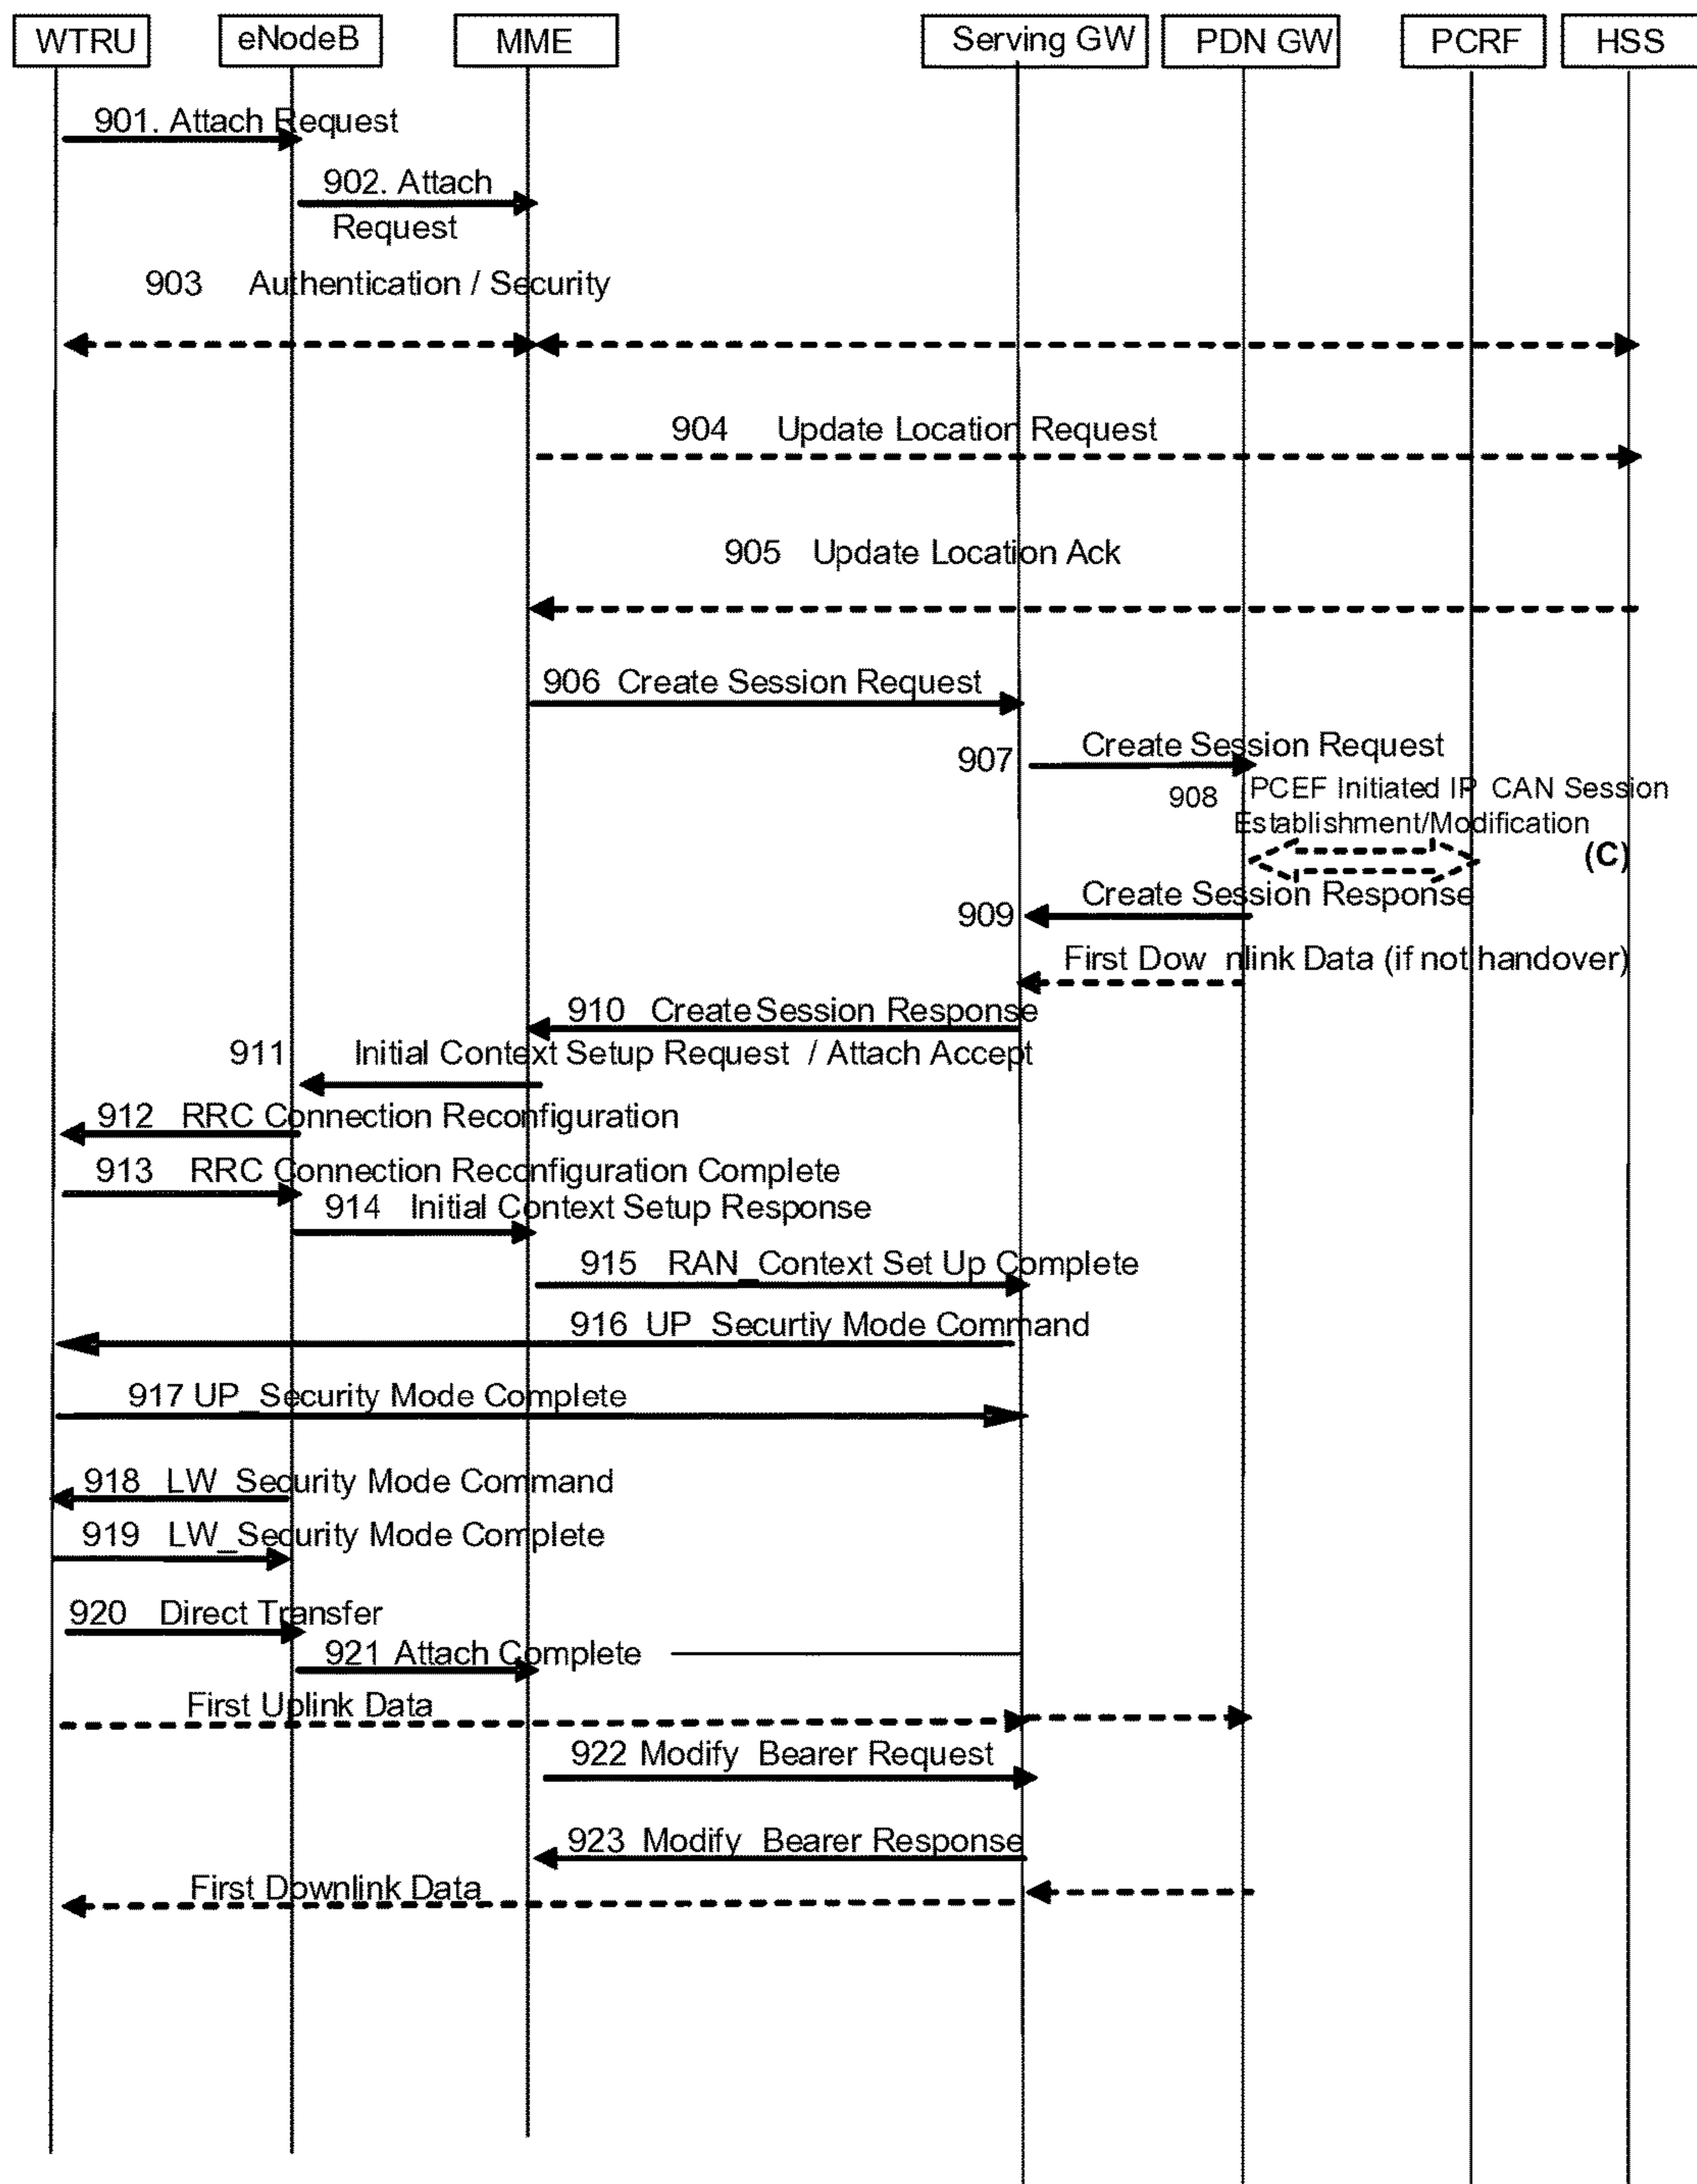 WTRU eNodeB MME Serving GW PDN GW PCRF HSS
901. Attach Request
902. Attach
Request
903 Authentication / Security
904 Update Location Request
905 Update Location Ack
906 Create Session Request
907 Create Session Request
908 PCEF Initiated IP CAN Session
Establishment/Modification
(C)
Create Session Response
909
First Dow nlink Data (if not handover)
910 Create Session Response
911 Initial Context Setup Request / Attach Accept
912 RRC Connection Reconfiguration
913 RRC Connection Reconfiguration Complete
914 Initial Context Setup Response
915 RAN_Context Set Up Complete
916 UP_Securtiy Mode Command
917 UP_Security Mode Complete
918 LW_Security Mode Command
919 LW_Security Mode Complete
920 Direct Transfer
921 Attach Complete
First Uplink Data
922 Modify Bearer Request
923 Modify Bearer Response
First Downlink Data